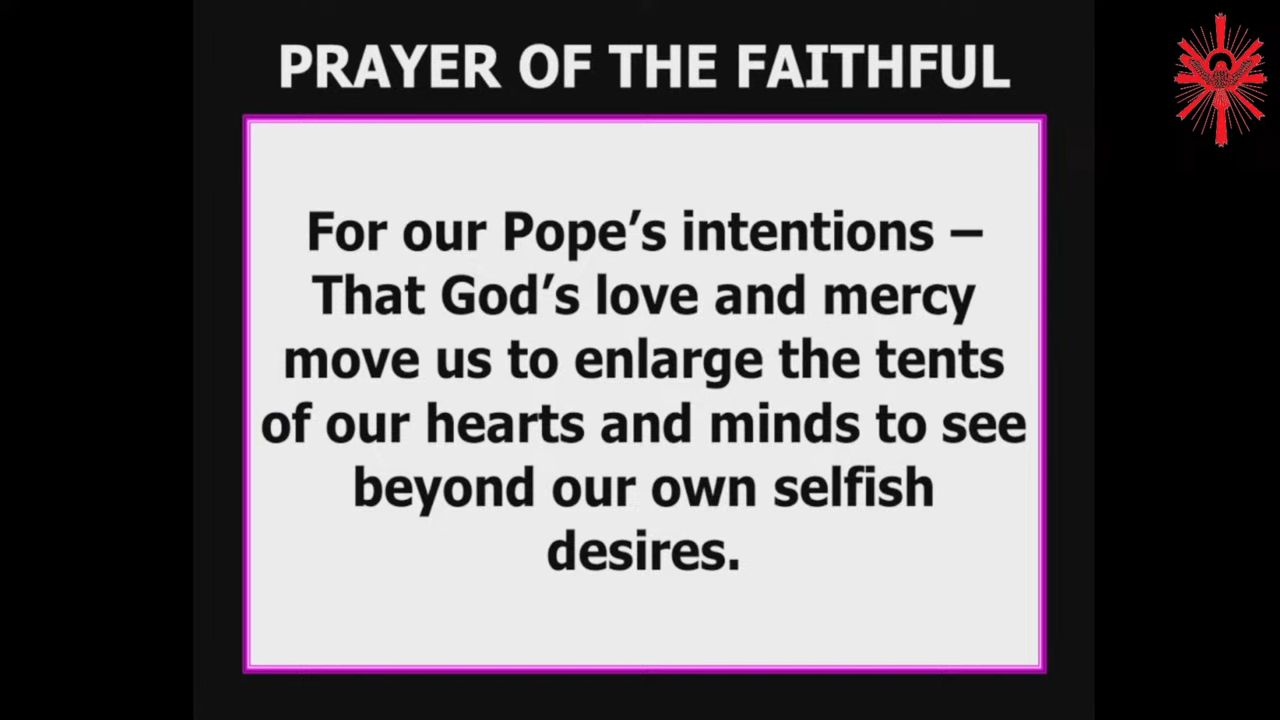 PRAYER OF THE FAITHFUL
For our Pope’s intentions –
That God’s love and mercy
move us to enlarge the tents
of our hearts and minds to see
beyond our own selfish
desires.